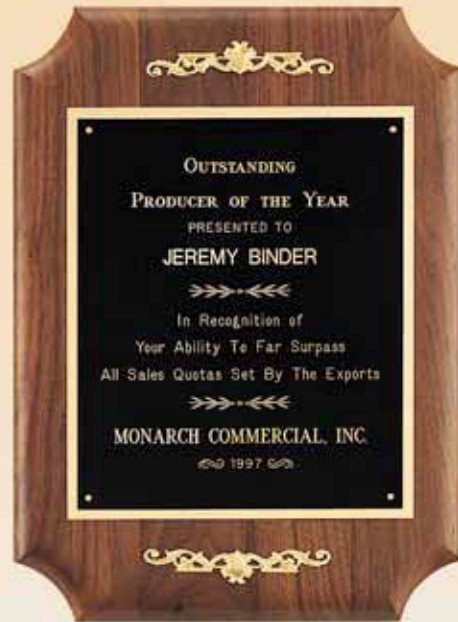 OUTSTANDING
PRODUCER OF THE YEAR
PRESENTED TO
JEREMY BINDER
In Recognition of
Your Ability To Far Surpass
All Sales Quotas Set By The Exports
MONARCH COMMERCIAL, INC.
1997